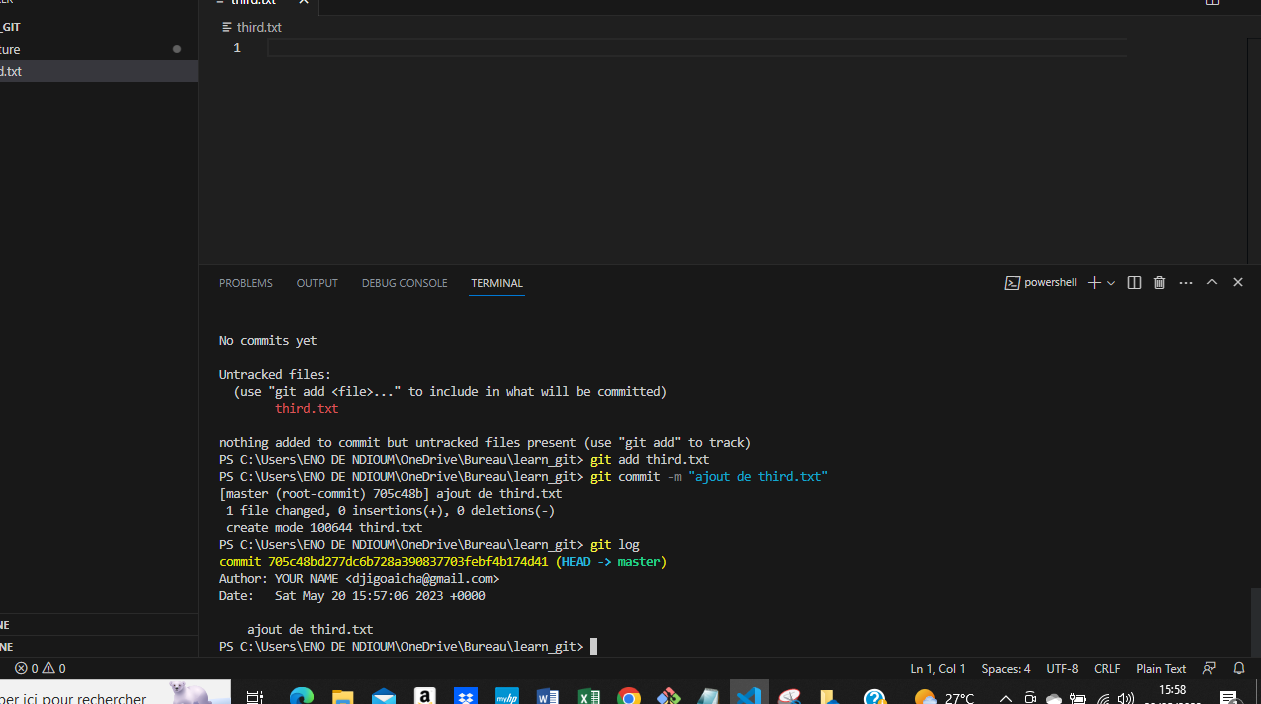 third.txt
_GIT
third.txt
ture
1
d.txt
PROBLEMS OUTPUT DEBUG CONSOLE TERMINAL
powershell
No commits yet
Untracked files:
(use "git add <file>..." to include in what will be committed)
third.txt
nothing added to commit but untracked files present (use "git add" to track)
PS C:\Users\ENO DE NDIOUM\OneDrive\Bureau\learn_git> git add third.txt
PS C:\Users\ENO DE NDIOUM\OneDrive\Bureau\learn_git> git commit -m "ajout de third.txt"
[master (root-commit) 705c48b] ajout de third.txt
1 file changed, 0 insertions(+), 0 deletions(-)
create mode 100644 third.txt
PS C:\Users\ENO DE NDIOUM\OneDrive\Bureau\learn_git> git log
commit 705c48bd277dc6b728a390837703febf4b174d41 (HEAD -> master)
Author: YOUR NAME <djigoaicha@gmail.com>
Date: Sat May 20 15:57:06 2023 +0000
ajout de third.txt
PS C:\Users\ENO DE NDIOUM\OneDrive\Bureau\learn_git>
NE
NE
0 0
Ln 1, Col 1 Spaces: 4 UTF-8 CRLF Plain Text
per ici pour rechercher
a
mhp
27°C
15:58